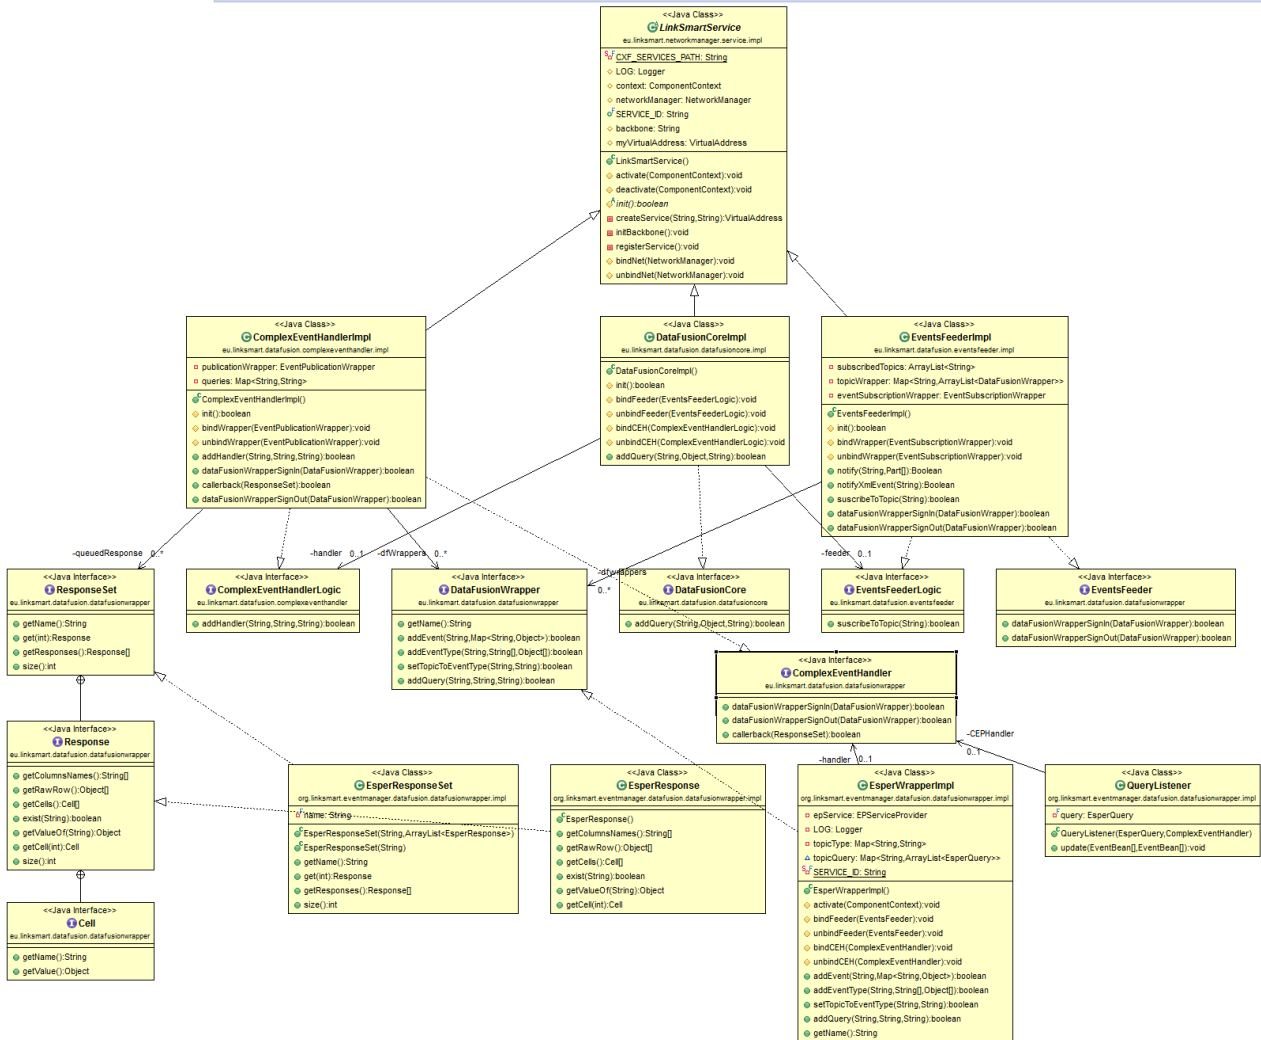 <<Java Class>>
LinkSmartService
eu.linksmart.networkmanager.service.impl
CXF_SERVICES_PATH: String
LOG: Logger
context: ComponentContext
networkManager: NetworkManager
SERVICE_ID: String
backbone: String
myVirtualAddress: VirtualAddress
LinkSmartService()
activate(ComponentContext):void
deactivate(ComponentContext):void
init():boolean
createService(String,String):VirtualAddress
initBackbone():void
registerService():void
bindNet(NetworkManager):void
unbindNet(NetworkManager):void
<<Java Class>>
ComplexEventHandlerImpl
eu.linksmart.datafusion.complexeventhandler.impl
publicationWrapper: EventPublicationWrapper
queries: Map<String,String>
ComplexEventHandlerImpl()
init():boolean
bindWrapper(EventPublicationWrapper):void
unbindWrapper(EventPublicationWrapper):void
addHandler(String,String,String):boolean
dataFusionWrapperSignIn(DataFusionWrapper):boolean
callerback(ResponseSet):boolean
dataFusionWrapperSignOut(DataFusionWrapper):boolean
<<Java Class>>
DataFusionCoreImpl
eu.linksmart.datafusion.datafusioncore.impl
DataFusionCoreImpl()
init():boolean
bindFeeder(EventsFeederLogic):void
unbindFeeder(EventsFeederLogic):void
bindCEH(ComplexEventHandlerLogic):void
unbindCEH(ComplexEventHandlerLogic):void
addQuery(String,Object,String):boolean
<<Java Class>>
EventsFeederImpl
eu.linksmart.datafusion.eventsfeeder.impl
subscribedTopics: ArrayList<String>
topicWrapper: Map<String,ArrayList<DataFusionWrapper>>
eventSubscriptionWrapper: EventSubscriptionWrapper
EventsFeederImpl()
init():boolean
bindWrapper(EventSubscriptionWrapper):void
unbindWrapper(EventSubscriptionWrapper):void
notify(String,Part[]):Boolean
notifyXmlEvent(String):Boolean
suscribeToTopic(String):boolean
dataFusionWrapperSignIn(DataFusionWrapper):boolean
dataFusionWrapperSignOut(DataFusionWrapper):boolean
-queuedResponse 0..*
-handler 0..1
-dfWrappers 0..*
-dfwrappers
0..*
-feeder 0..1
<<Java Interface>>
ResponseSet
eu.linksmart.datafusion.datafusionwrapper
getName():String
get(int):Response
getResponses():Response[]
size():int
<<Java Interface>>
ComplexEventHandlerLogic
eu.linksmart.datafusion.complexeventhandler
addHandler(String,String,String):boolean
<<Java Interface>>
DataFusionWrapper
eu.linksmart.datafusion.datafusionwrapper
getName():String
addEvent(String,Map<String,Object>):boolean
addEventType(String,String[],Object[]):boolean
setTopicToEventType(String,String):boolean
addQuery(String,String,String):boolean
<<Java Interface>>
DataFusionCore
eu.linksmart.datafusion.datafusioncore
addQuery(String,Object,String):boolean
<<Java Interface>>
EventsFeederLogic
eu.linksmart.datafusion.eventsfeeder
suscribeToTopic(String):boolean
<<Java Interface>>
EventsFeeder
eu.linksmart.datafusion.datafusionwrapper
dataFusionWrapperSignIn(DataFusionWrapper):boolean
dataFusionWrapperSignOut(DataFusionWrapper):boolean
<<Java Interface>>
ComplexEventHandler
eu.linksmart.datafusion.datafusionwrapper
dataFusionWrapperSignIn(DataFusionWrapper):boolean
dataFusionWrapperSignOut(DataFusionWrapper):boolean
callerback(ResponseSet):boolean
-handler 0..1
-CEPHandler
0..1
<<Java Interface>>
Response
eu.linksmart.datafusion.datafusionwrapper
getColumnsNames():String[]
getRawRow():Object[]
getCells():Cell[]
exist(String):boolean
getValueOf(String):Object
getCell(int):Cell
size():int
<<Java Interface>>
Cell
eu.linksmart.datafusion.datafusionwrapper
getName():String
getValue():Object
<<Java Class>>
EsperResponseSet
org.linksmart.eventmanager.datafusion.datafusionwrapper.impl
name: String
EsperResponseSet(String,ArrayList<EsperResponse>)
EsperResponseSet(String)
getName():String
get(int):Response
getResponses():Response[]
size():int
<<Java Class>>
EsperResponse
org.linksmart.eventmanager.datafusion.datafusionwrapper.impl
EsperResponse()
getColumnsNames():String[]
getRawRow():Object[]
getCells():Cell[]
exist(String):boolean
getValueOf(String):Object
getCell(int):Cell
<<Java Class>>
EsperWrapperImpl
org.linksmart.eventmanager.datafusion.datafusionwrapper.impl
epService: EPServiceProvider
LOG: Logger
topicType: Map<String,String>
topicQuery: Map<String,ArrayList<EsperQuery>>
SERVICE_ID: String
EsperWrapperImpl()
activate(ComponentContext):void
bindFeeder(EventsFeeder):void
unbindFeeder(EventsFeeder):void
bindCEH(ComplexEventHandler):void
unbindCEH(ComplexEventHandler):void
addEvent(String,Map<String,Object>):boolean
addEventType(String,String[],Object[]):boolean
setTopicToEventType(String,String):boolean
addQuery(String,String,String):boolean
getName():String
<<Java Class>>
QueryListener
org.linksmart.eventmanager.datafusion.datafusionwrapper.impl
query: EsperQuery
QueryListener(EsperQuery,ComplexEventHandler)
update(EventBean[],EventBean[]):void